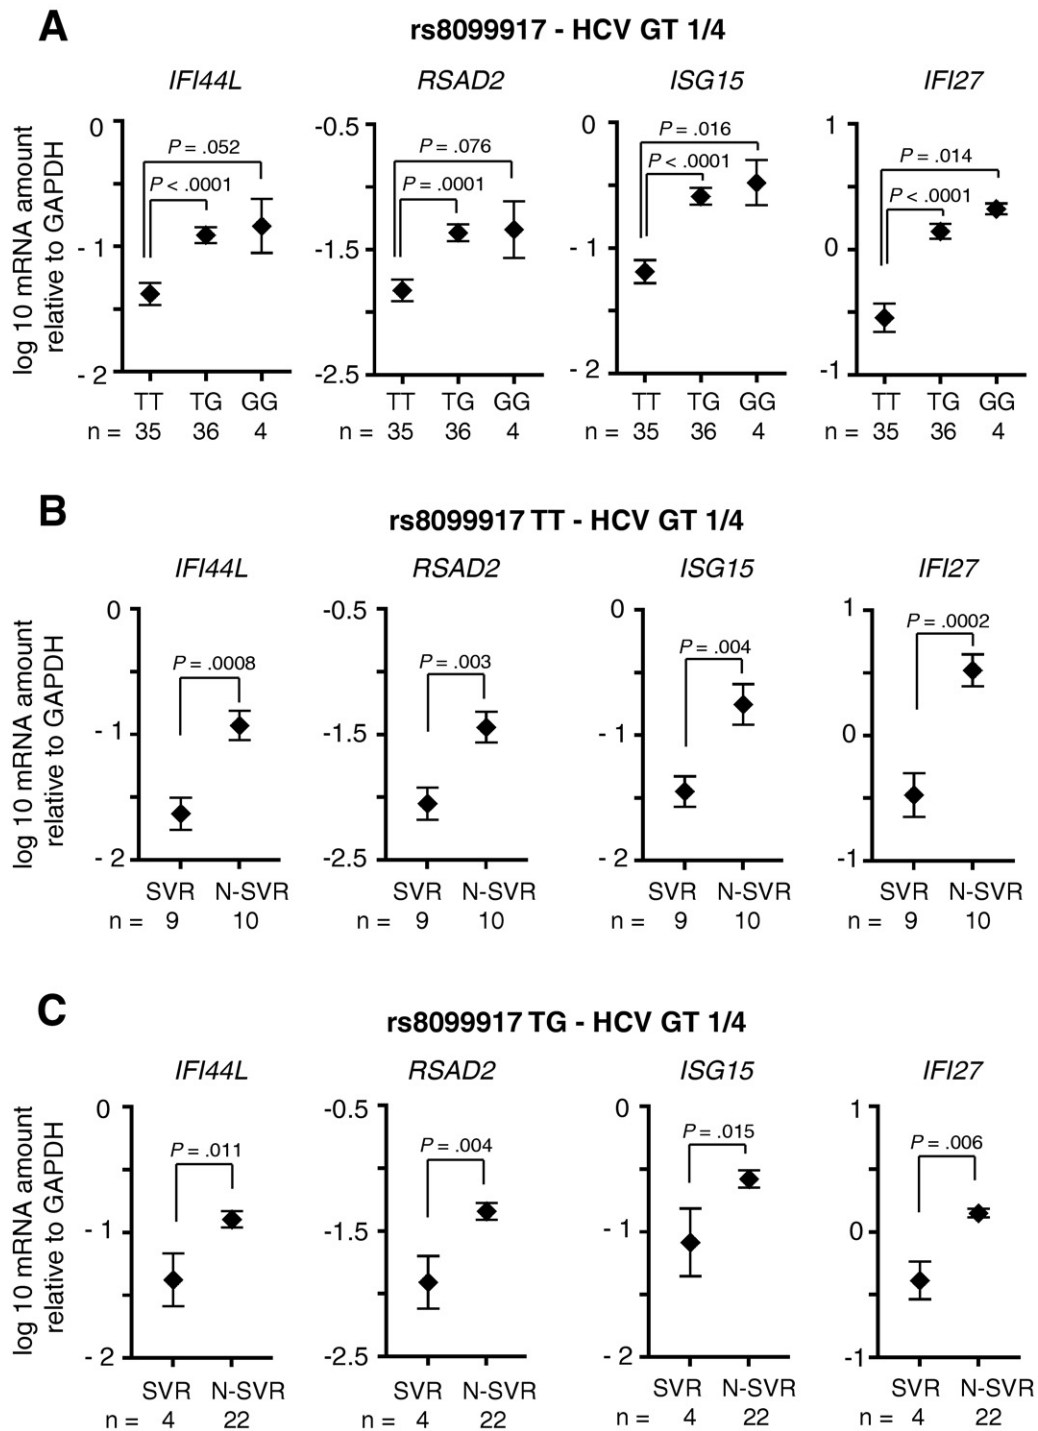 A
rs8099917 - HCV GT 1/4
IFI44L RSAD2 ISG15 IFI27
log 10 mRNA amount
relative to GAPDH
0 - 1 - 2
P = .052
P < .0001
TT TG GG
n = 35 36 4
-0.5 -1.5 -2.5
P = .076
P = .0001
TT TG GG
n = 35 36 4
0 - 1 - 2
P = .016
P < .0001
TT TG GG
n = 35 36 4
1 0 -1
P = .014
P < .0001
TT TG GG
n = 35 36 4
B
rs8099917 TT - HCV GT 1/4
IFI44L RSAD2 ISG15 IFI27
log 10 mRNA amount
relative to GAPDH
0 - 1 - 2
P = .0008
SVR N-SVR
n = 9 10
-0.5 -1.5 -2.5
P = .003
SVR N-SVR
n = 9 10
0 - 1 - 2
P = .004
SVR N-SVR
n = 9 10
1 0 -1
P = .0002
SVR N-SVR
n = 9 10
C
rs8099917 TG - HCV GT 1/4
IFI44L RSAD2 ISG15 IFI27
log 10 mRNA amount
relative to GAPDH
0 - 1 - 2
P = .011
SVR N-SVR
n = 4 22
-0.5 -1.5 -2.5
P = .004
SVR N-SVR
n = 4 22
0 - 1 - 2
P = .015
SVR N-SVR
n = 4 22
1 0 -1
P = .006
SVR N-SVR
n = 4 22